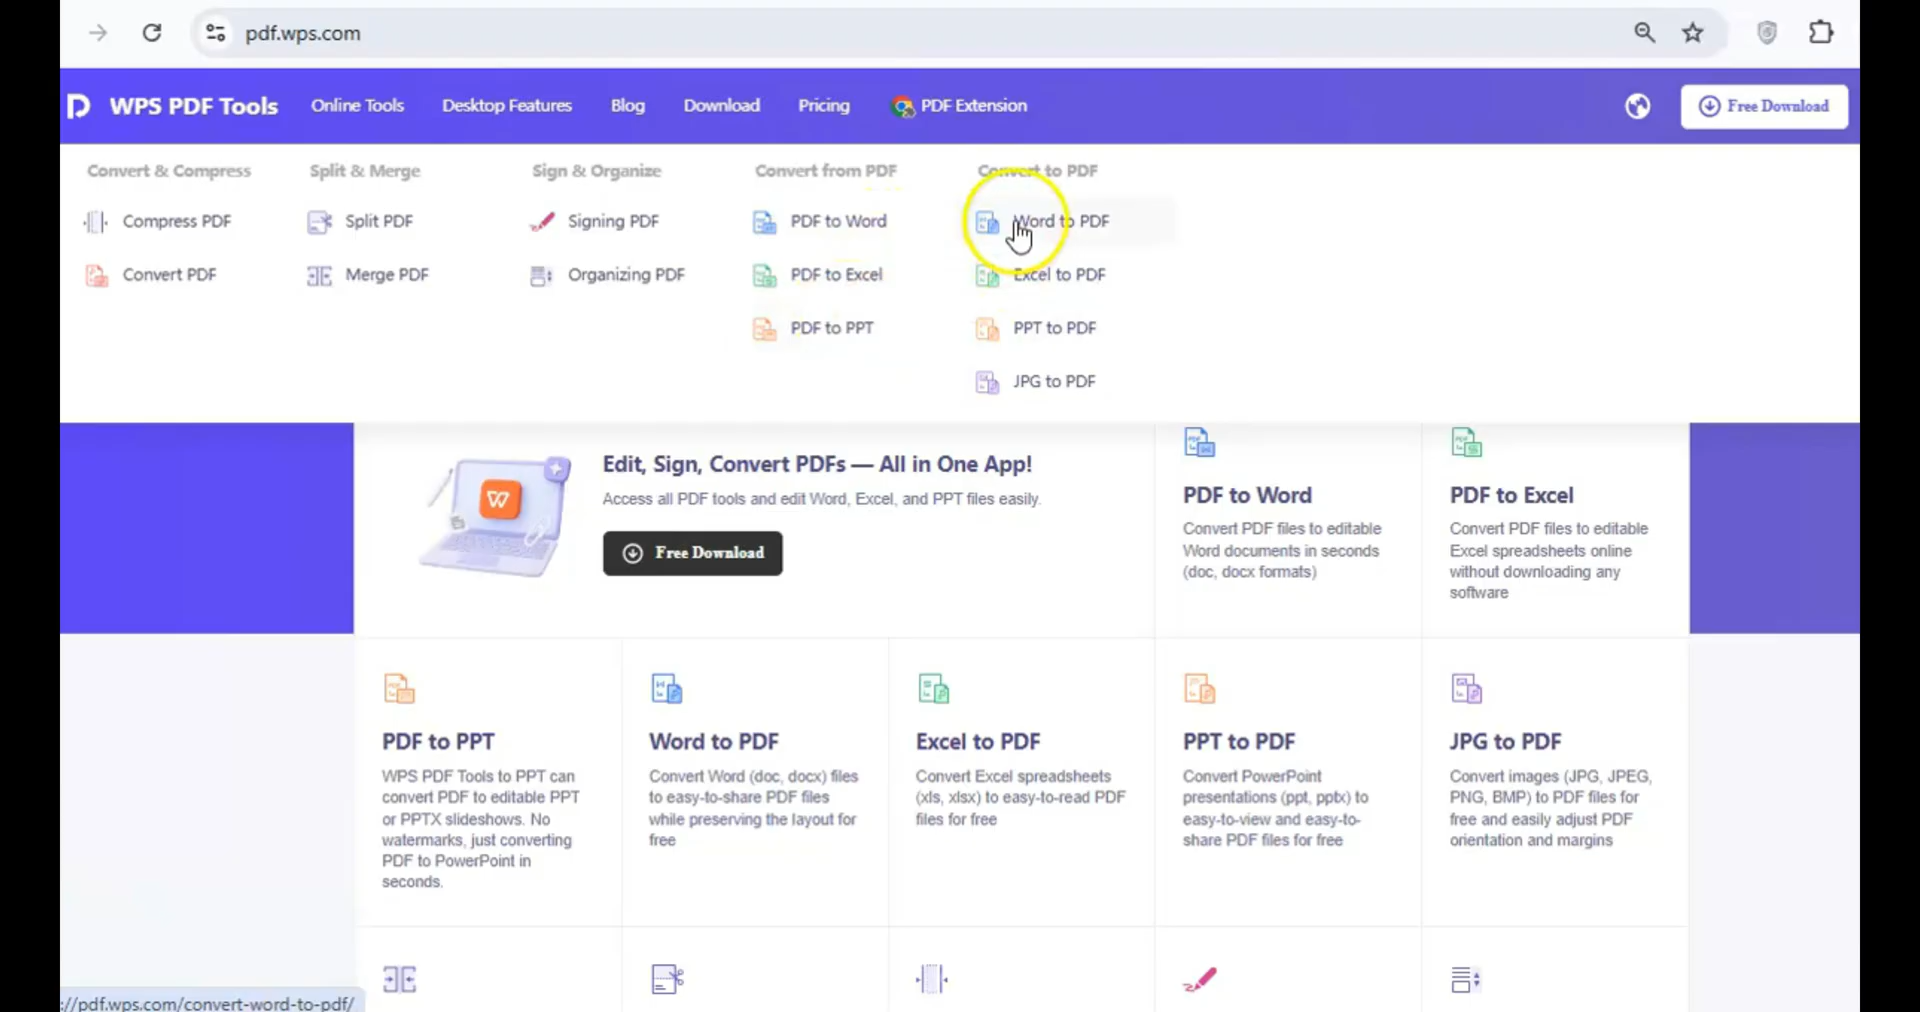 pdf.wps.com
WPS PDF Tools Online Tools Desktop Features Blog Download Pricing PDF Extension Free Download
Convert & Compress Split & Merge Sign & Organize Convert from PDF Convert to PDF
Compress PDF Split PDF Signing PDF PDF to Word Word to PDF
Convert PDF Merge PDF Organizing PDF PDF to Excel Excel to PDF
PDF to PPT PPT to PDF
JPG to PDF
Edit, Sign, Convert PDFs — All in One App!
Access all PDF tools and edit Word, Excel, and PPT files easily.
Free Download
PDF to Word
Convert PDF files to editable
Word documents in seconds
(doc, docx formats)
PDF to Excel
Convert PDF files to editable
Excel spreadsheets online
without downloading any
software
PDF to PPT
WPS PDF Tools to PPT can
convert PDF to editable PPT
or PPTX slideshows. No
watermarks, just converting
PDF to PowerPoint in
seconds.
Word to PDF
Convert Word (doc, docx) files
to easy-to-share PDF files
while preserving the layout for
free
Excel to PDF
Convert Excel spreadsheets
(xls, xlsx) to easy-to-read PDF
files for free
PPT to PDF
Convert PowerPoint
presentations (ppt, pptx) to
easy-to-view and easy-to-
share PDF files for free
JPG to PDF
Convert images (JPG, JPEG,
PNG, BMP) to PDF files for
free and easily adjust PDF
orientation and margins
://pdf.wps.com/convert-word-to-pdf/